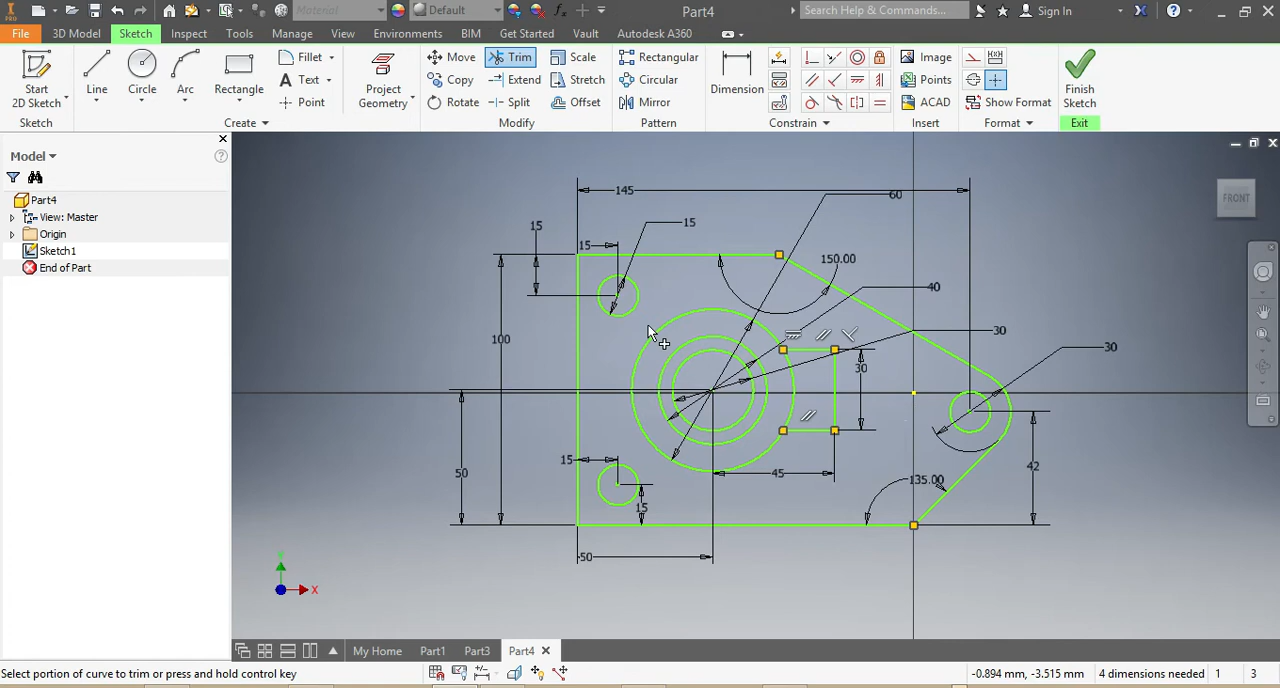 PRO
Material
Default
fx
Part4
Search Help & Commands...
Sign In
File
3D Model
Sketch
Inspect
Tools
Manage
View
Environments
BIM
Get Started
Vault
Autodesk A360
Start
2D Sketch
Line
Circle
Arc
Rectangle
Fillet
Text
Point
Project
Geometry
Move
Copy
Rotate
Trim
Extend
Split
Scale
Stretch
Offset
Rectangular
Circular
Mirror
Dimension
Image
Points
ACAD
Show Format
Finish
Sketch
Sketch
Create
Modify
Pattern
Constrain
Insert
Format
Exit
Model
Part4
View: Master
Origin
Sketch1
End of Part
145
60
15
15
15
150.00
40
FRONT
100
30
30
30
50
15
45
135.00
42
15
50
X
My Home
Part1
Part3
Part4
Select portion of curve to trim or press and hold control key
-0.894 mm, -3.515 mm
4 dimensions needed
1
3